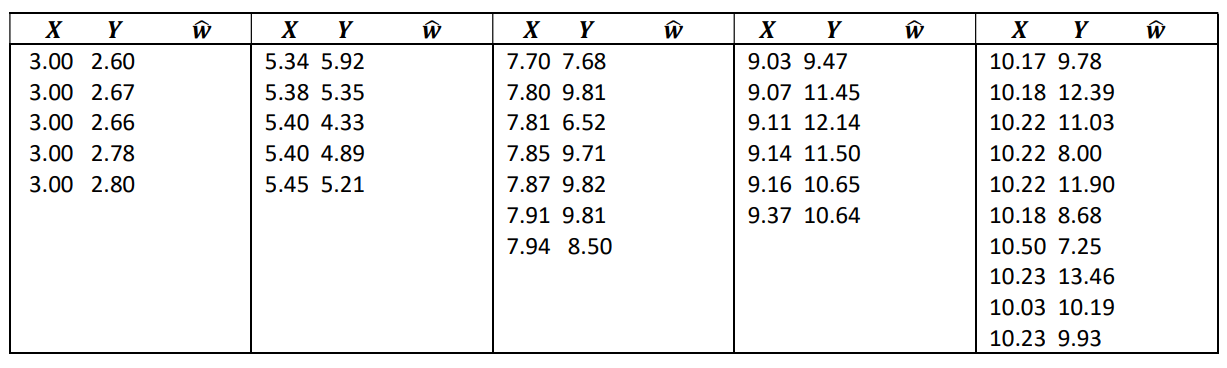 X Y ŵ X Y ŵ X Y ŵ X Y ŵ X Y ŵ
3.00 2.60 5.34 5.92 7.70 7.68 9.03 9.47 10.17 9.78
3.00 2.67 5.38 5.35 7.80 9.81 9.07 11.45 10.18 12.39
3.00 2.66 5.40 4.33 7.81 6.52 9.11 12.14 10.22 11.03
3.00 2.78 5.40 4.89 7.85 9.71 9.14 11.50 10.22 8.00
3.00 2.80 5.45 5.21 7.87 9.82 9.16 10.65 10.22 11.90
7.91 9.81 9.37 10.64 10.18 8.68
7.94 8.50 10.50 7.25
10.23 13.46
10.03 10.19
10.23 9.93